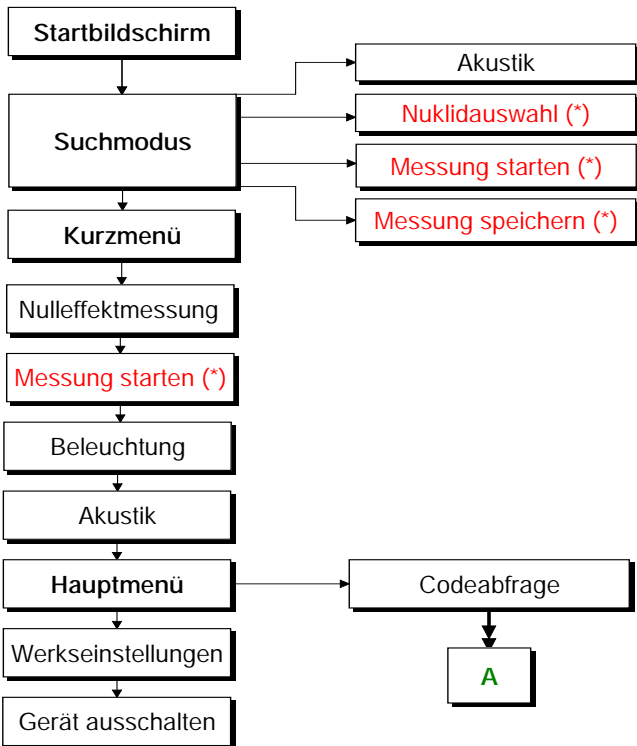 Startbildschirm
Akustik
Nuklidauswahl (*)
Suchmodus
Messung starten (*)
Messung speichern (*)
Kurzmenü
Nulleffektmessung
Messung starten (*)
Beleuchtung
Akustik
Hauptmenü
Codeabfrage
Werkseinstellungen
A
Gerät ausschalten